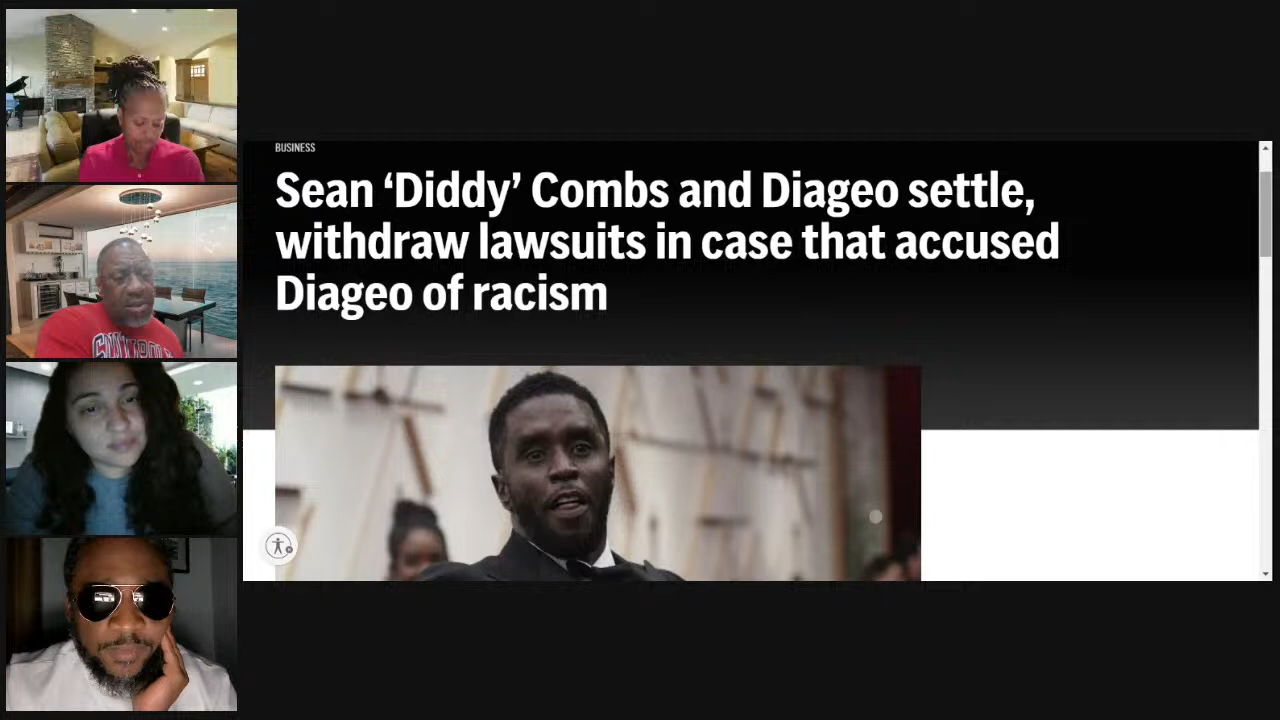 BUSINESS
Sean ‘Diddy’ Combs and Diageo settle,
withdraw lawsuits in case that accused
Diageo of racism